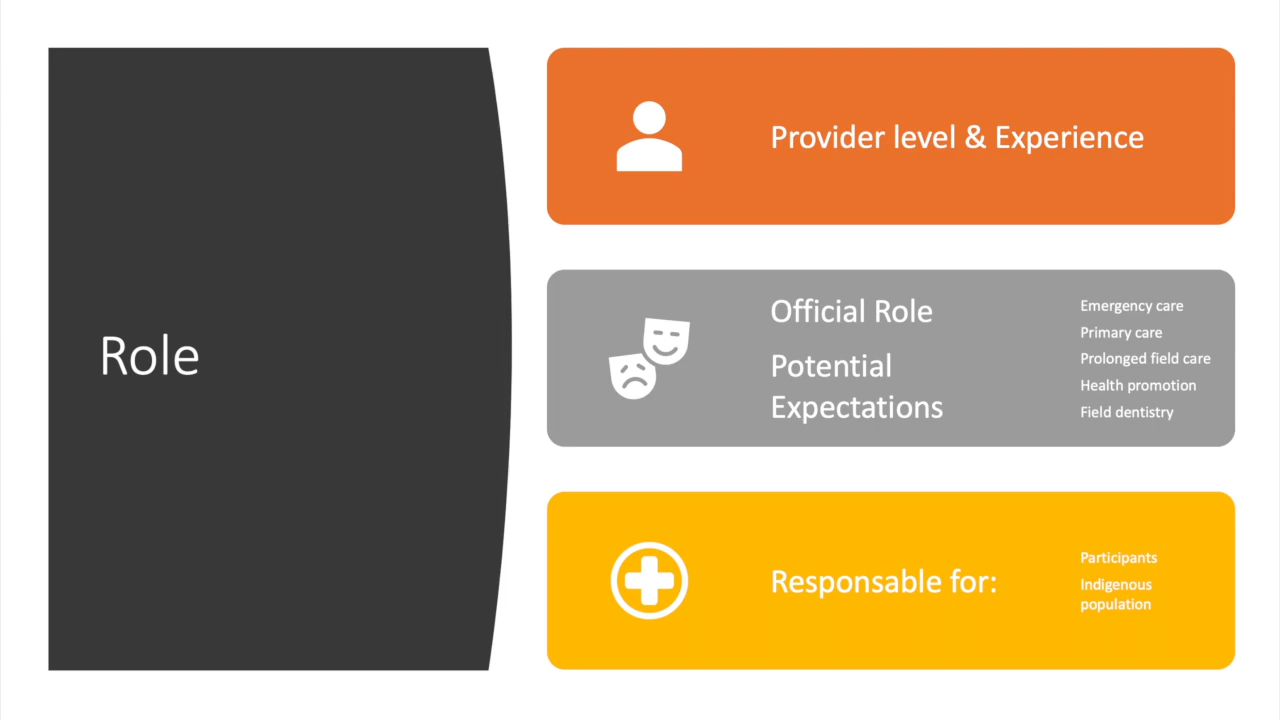 Role
Provider level & Experience
Official Role
Potential
Expectations
Emergency care
Primary care
Prolonged field care
Health promotion
Field dentistry
Responsable for:
Participants
Indigenous
population